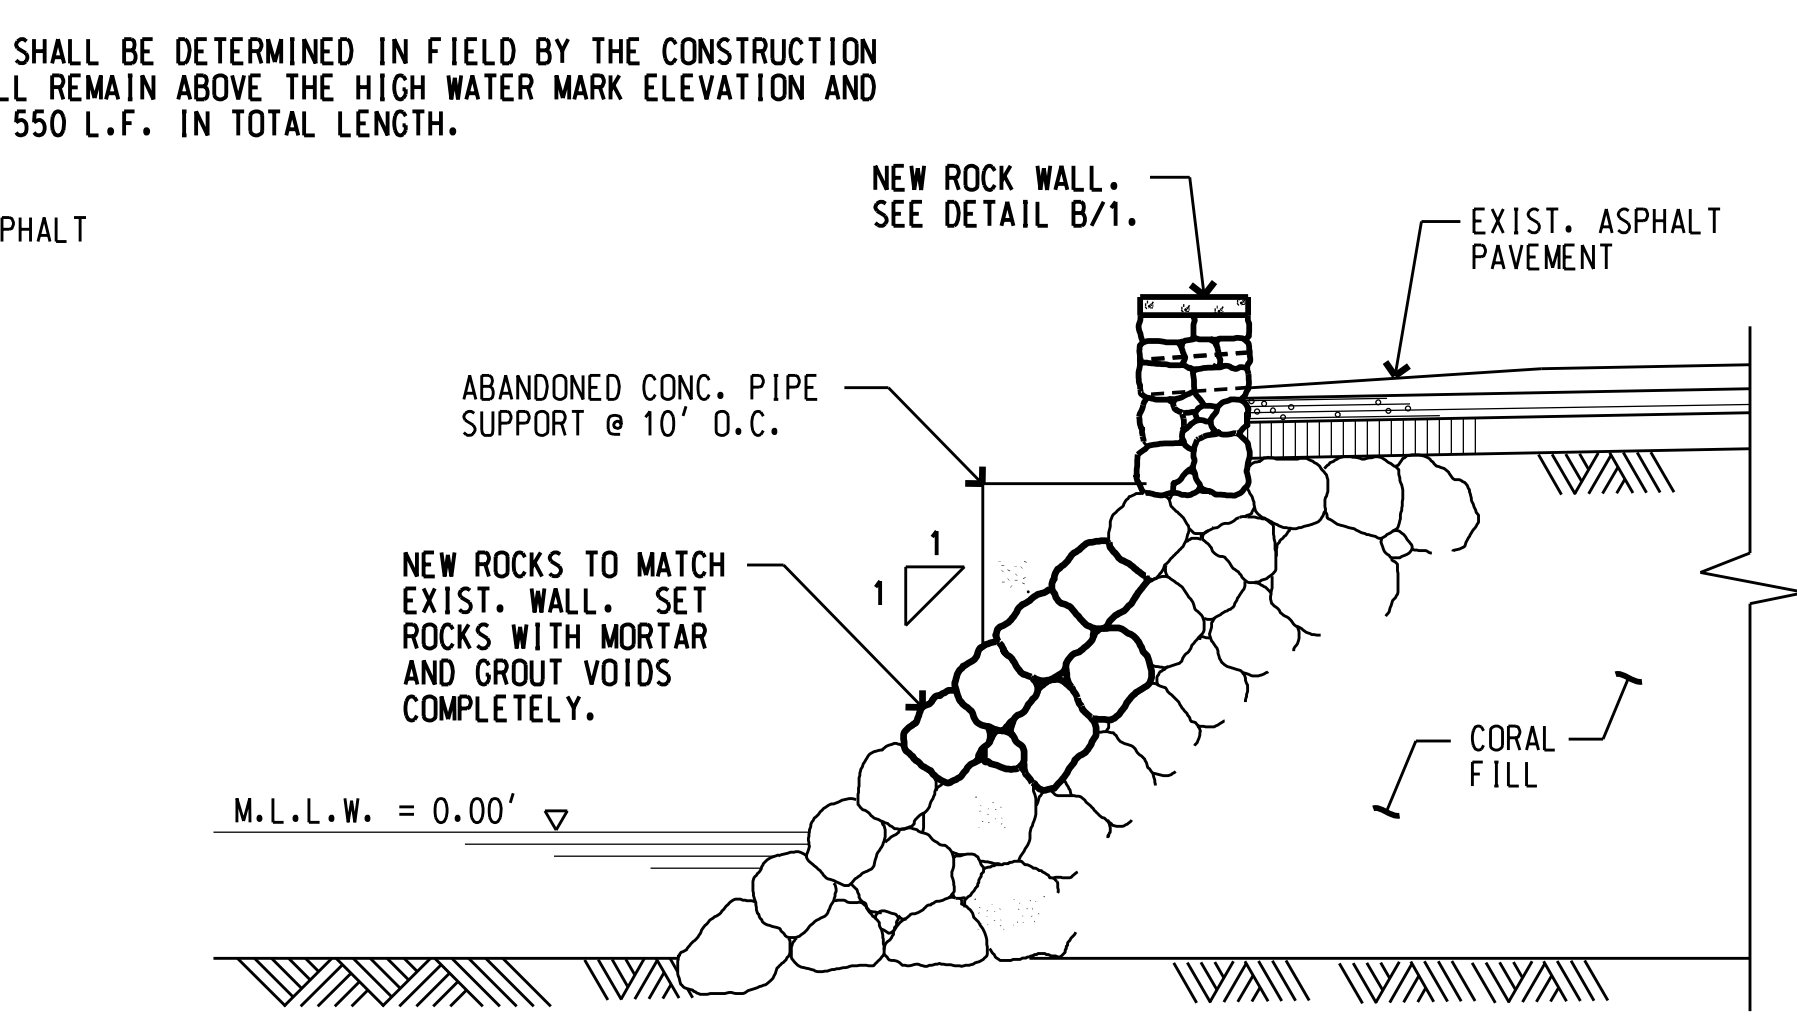 SHALL BE DETERMINED IN FIELD BY THE CONSTRUCTION
REMAIN ABOVE THE HIGH WATER MARK ELEVATION AND
550 L.F. IN TOTAL LENGTH.
NEW ROCK WALL.
SEE DETAIL B/1.
EXIST. ASPHALT
PAVEMENT
PHALT
ABANDONED CONC. PIPE
SUPPORT @ 10' O.C.
1
1
NEW ROCKS TO MATCH
EXIST. WALL. SET
ROCKS WITH MORTAR
AND GROUT VOIDS
COMPLETELY.
CORAL
FILL
M.L.L.W. = 0.00'